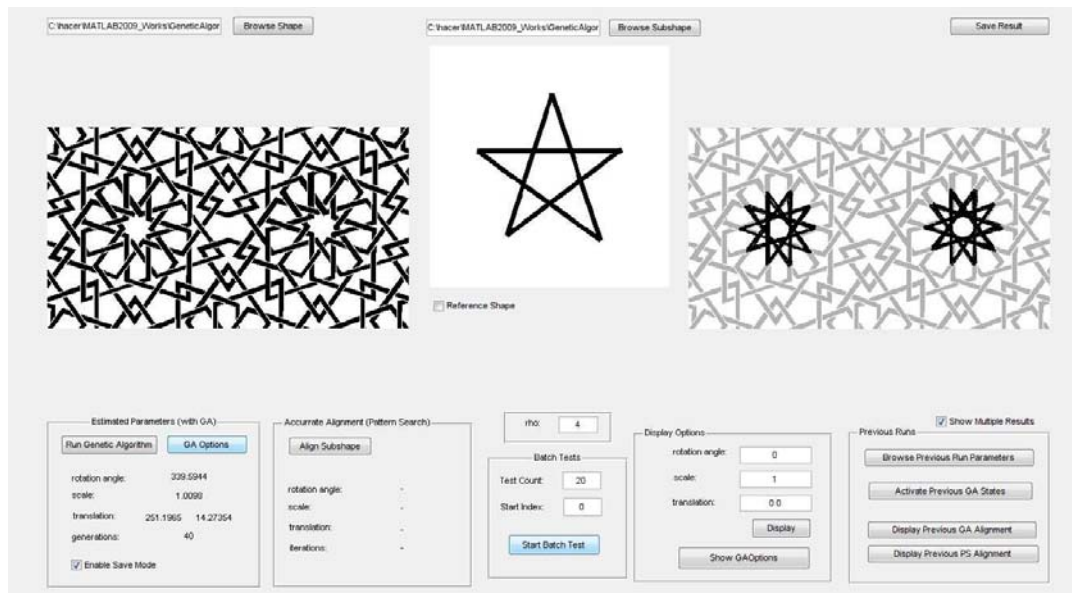 C:\hacer\MATLAB2009_Works\GeneticAlgor
Browse Shape
C:\hacer\MATLAB2009_Works\GeneticAlgor
Browse Subshape
Save Result
Reference Shape
Estimated Parameters (with GA)
Run Genetic Algorithm
GA Options
rotation angle: 339.5944
scale: 1.0098
translation: 251.1965 14.27354
generations: 40
Enable Save Mode
Accurrate Alignment (Pattern Search)
Align Subshape
rotation angle: -
scale: -
translation: -
iterations: -
rho: 4
Batch Tests
Test Count: 20
Start Index: 0
Start Batch Test
Display Options
rotation angle: 0
scale: 1
translation: 0 0
Display
Show GAOptions
Show Multiple Results
Previous Runs
Browse Previous Run Parameters
Activate Previous GA States
Display Previous GA Alignment
Display Previous PS Alignment